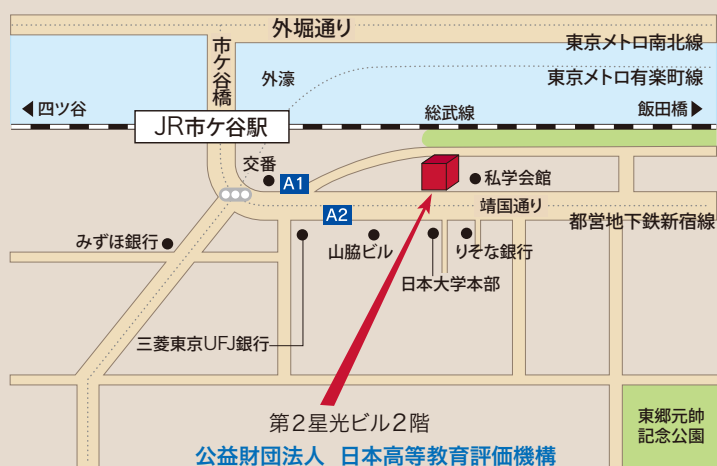 外堀通り
東京メトロ南北線
市ケ谷橋
外濠
東京メトロ有楽町線
◀四ツ谷
総武線
飯田橋▶
JR市ケ谷駅
交番
A1
私学会館
A2
靖国通り
都営地下鉄新宿線
みずほ銀行
山脇ビル
りそな銀行
日本大学本部
三菱東京UFJ銀行
第2星光ビル2階
東郷元帥
記念公園
公益財団法人 日本高等教育評価機構